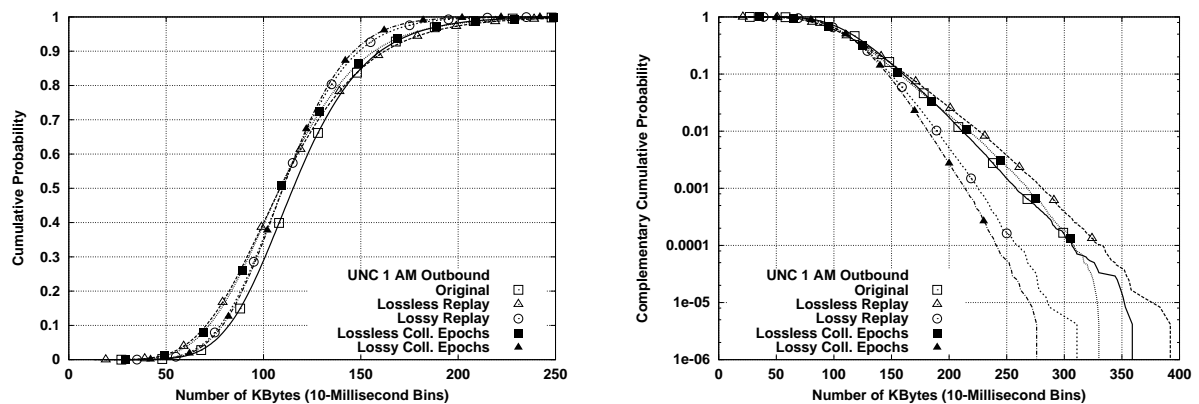 1
0.9
0.8
0.7
0.6
0.5
0.4
0.3
0.2
0.1
0
Cumulative Probability
UNC 1 AM Outbound
Original
Lossless Replay
Lossy Replay
Lossless Coll. Epochs
Lossy Coll. Epochs
0 50 100 150 200 250
Number of KBytes (10-Millisecond Bins)
1
0.1
0.01
0.001
0.0001
1e-05
1e-06
Complementary Cumulative Probability
UNC 1 AM Outbound
Original
Lossless Replay
Lossy Replay
Lossless Coll. Epochs
Lossy Coll. Epochs
0 50 100 150 200 250 300 350 400
Number of KBytes (10-Millisecond Bins)